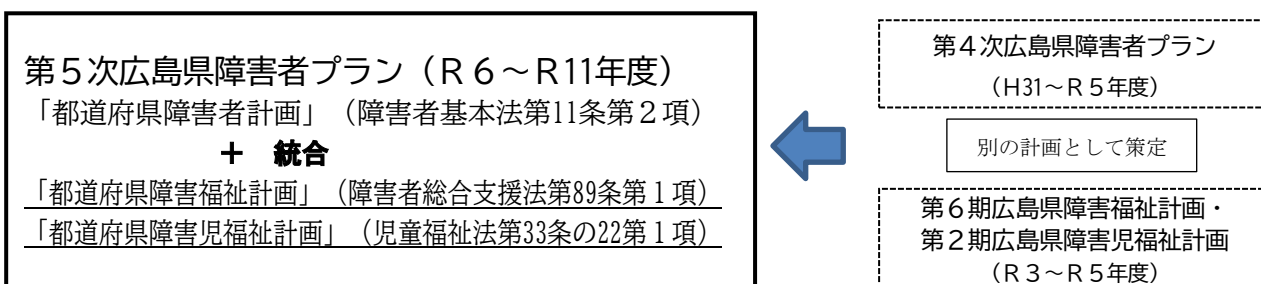 第５次広島県障害者プラン（Ｒ６～Ｒ11年度）
「都道府県障害者計画」（障害者基本法第11条第２項）
＋　統合
「都道府県障害福祉計画」（障害者総合支援法第89条第１項）
「都道府県障害児福祉計画」（児童福祉法第33条の22第１項）
第４次広島県障害者プラン
（Ｈ31～Ｒ５年度）
別の計画として策定
第６期広島県障害福祉計画・
第２期広島県障害児福祉計画
（Ｒ３～Ｒ５年度）